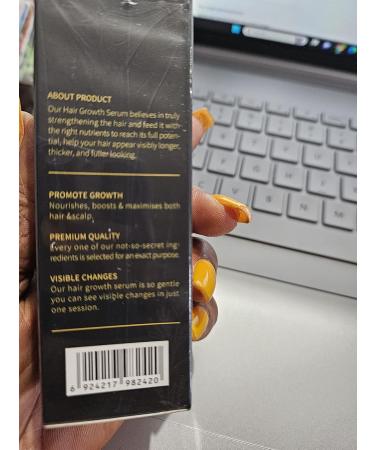 ABOUT PRODUCT
Our Hair Growth Serum believes in truly
strengthening the hair and feed it with
the right nutrients to reach its full poten-
tial, help your hair appear visibly longer,
thicker, and fuller looking.
PROMOTE GROWTH
Nourishes, boosts & maximises both
hair &scalp.
PREMIUM QUALITY
Every one of our not-so-secret ing-
redients is selected for an exact purpose.
VISIBLE CHANGES
Our hair growth serum is so gentle
you can see visible changes in just
one session.
6 924217 982420